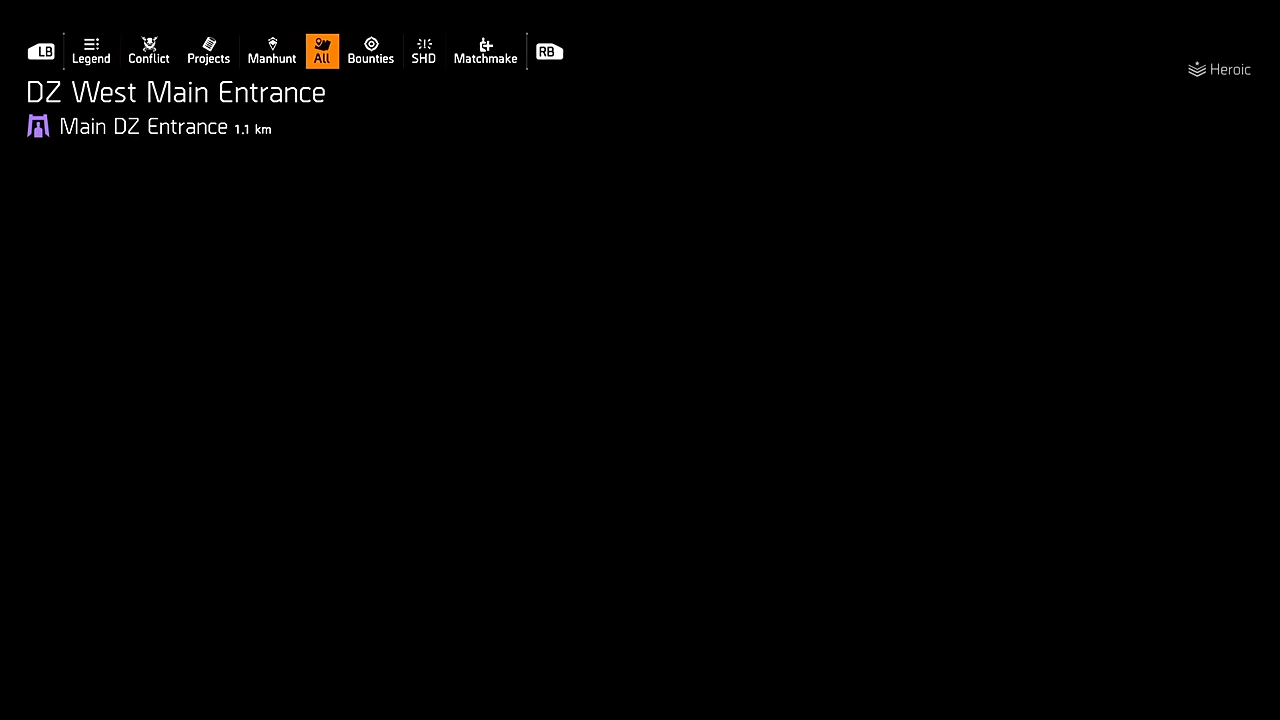 LB Legend Conflict Projects Manhunt All Bounties SHD Matchmake RB
Heroic
DZ West Main Entrance
Main DZ Entrance 1.1 km